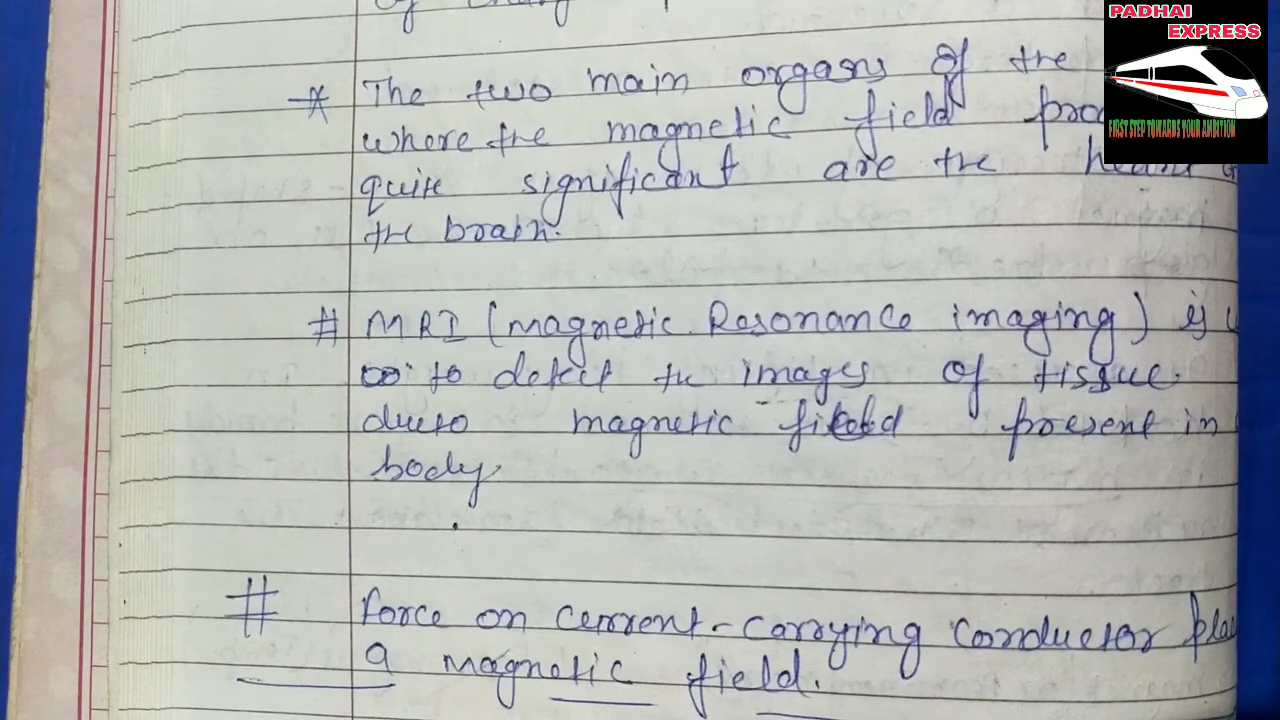 of
* The two main organs of the
where the magnetic field
quite significant are the heart
the brain.
# MRI (Magnetic Resonance imaging) is
to detect the images of tissue
due to magnetic field present in
body
# Force on current-carrying conductor
a magnetic field.
PADHAI
EXPRESS
FIRST STEP TOWARDS YOUR AMBITION